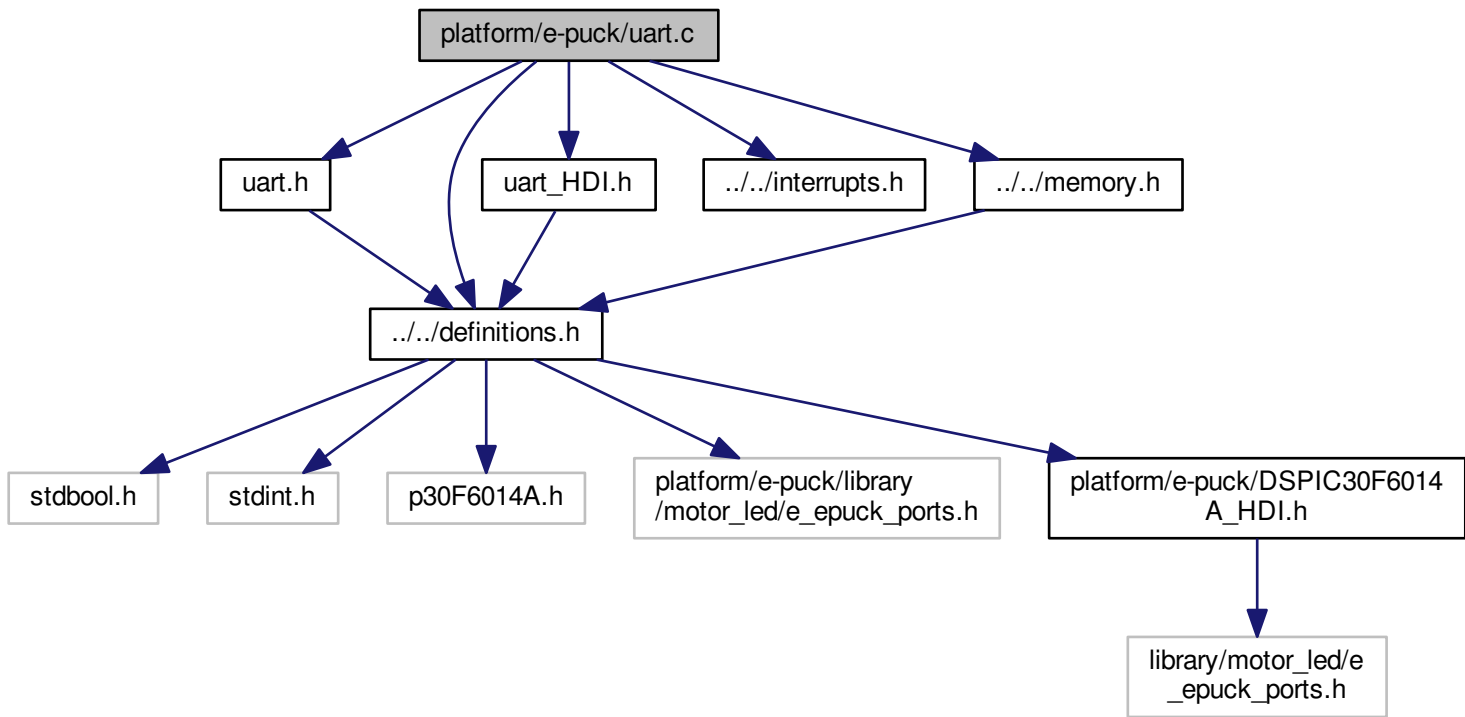 platform/e-puck/uart.c
uart.h
uart_HDI.h
../../interrupts.h
../../memory.h
../../definitions.h
stdbool.h
stdint.h
p30F6014A.h
platform/e-puck/library
/motor_led/e_epuck_ports.h
platform/e-puck/DSPIC30F6014
A_HDI.h
library/motor_led/e
_epuck_ports.h